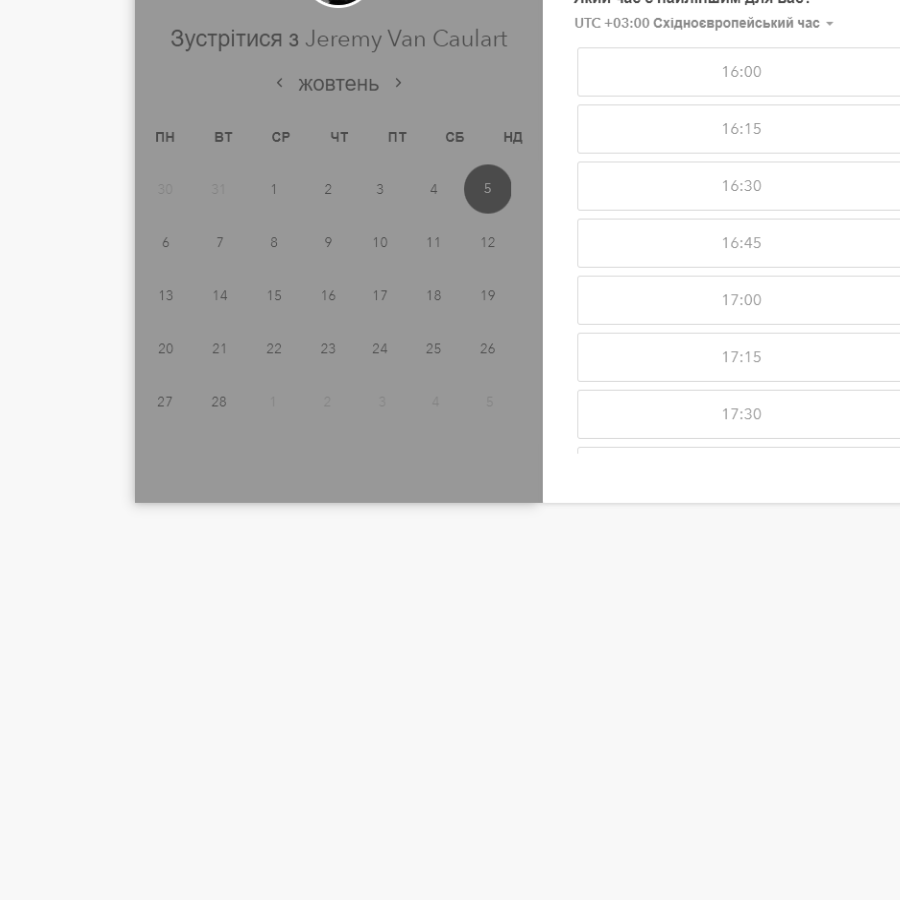 Зустрітися з Jeremy Van Caulart
жовтень
ПН ВТ СР ЧТ ПТ СБ НД
30 31 1 2 3 4 5
6 7 8 9 10 11 12
13 14 15 16 17 18 19
20 21 22 23 24 25 26
27 28 1 2 3 4 5
UTC +03:00 Східноєвропейський час
16:00
16:15
16:30
16:45
17:00
17:15
17:30